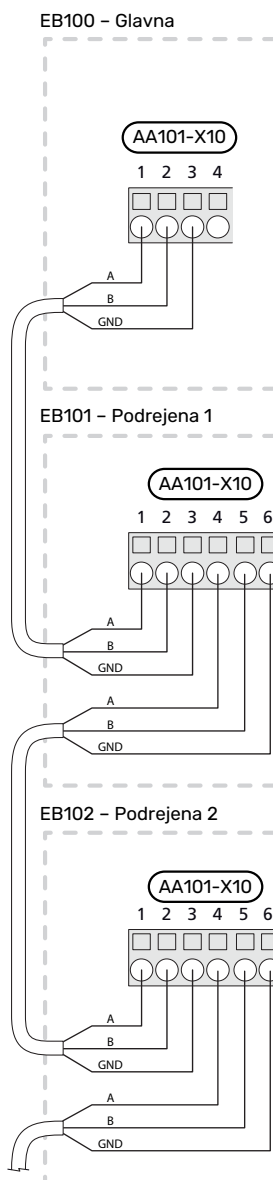 EB100 – Glavna
AA101-X10
1 2 3 4
A
B
GND
EB101 – Podrejena 1
AA101-X10
1 2 3 4 5 6
A
B
GND
A
B
GND
EB102 – Podrejena 2
AA101-X10
1 2 3 4 5 6
A
B
GND
A
B
GND